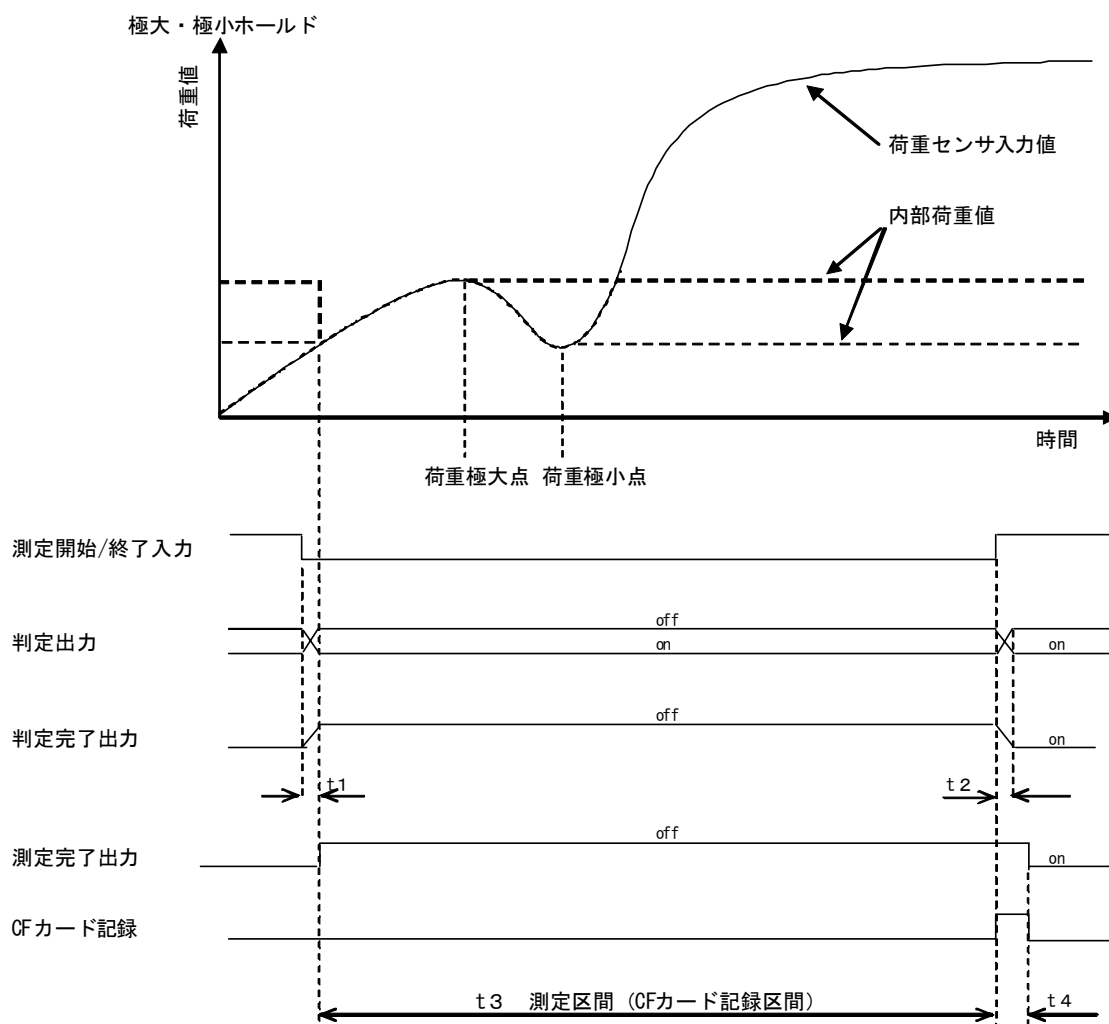 極大・極小ホールド
荷重値
荷重センサ入力値
内部荷重値
時間
荷重極大点 荷重極小点
測定開始/終了入力
判定出力
off
on
on
判定完了出力
off
on
t1
t2
測定完了出力
off
on
CFカード記録
t3 測定区間(CFカード記録区間)
t4